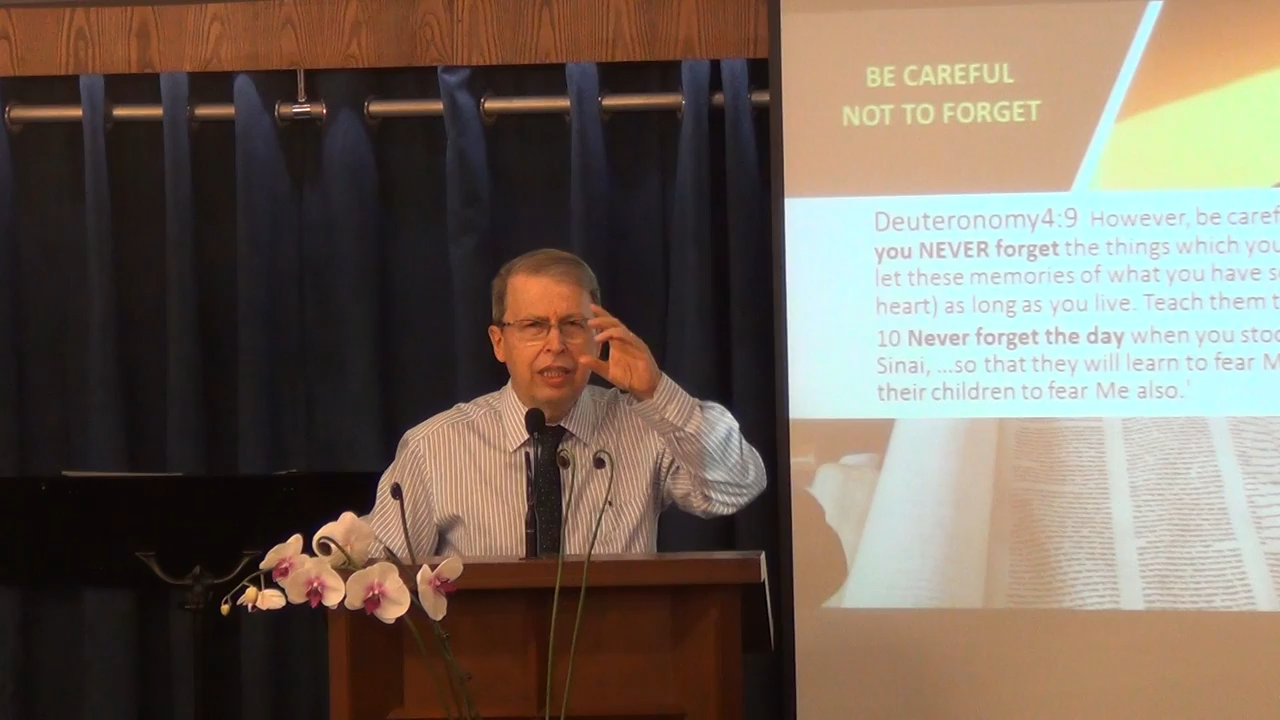 BE CAREFUL
NOT TO FORGET
Deuteronomy4:9 However, be caref
you NEVER forget the things which you
let these memories of what you have s
heart) as long as you live. Teach them t
10 Never forget the day when you stoo
Sinai, ...so that they will learn to fear M
their children to fear Me also.'